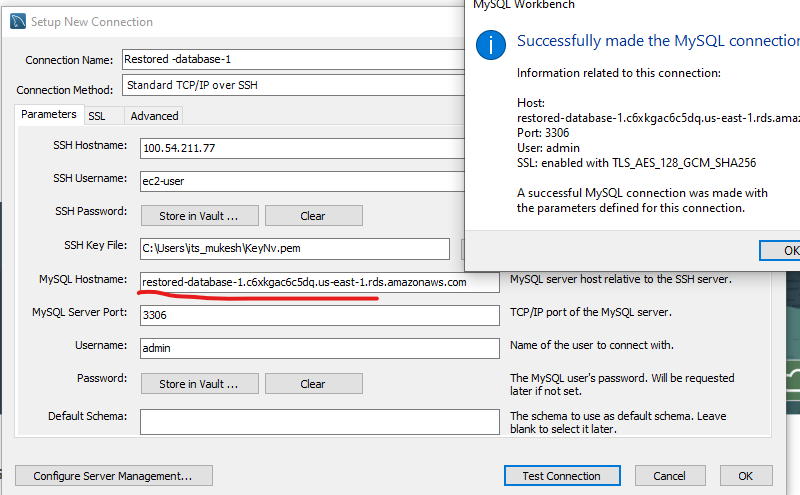 Setup New Connection
Connection Name: Restored -database-1
Connection Method: Standard TCP/IP over SSH
Parameters SSL Advanced
SSH Hostname: 100.54.211.77
SSH Username: ec2-user
SSH Password: Store in Vault ... Clear
SSH Key File: C:\Users\its_mukesh\KeyNv.pem
MySQL Hostname: restored-database-1.c6xkgac6c5dq.us-east-1.rds.amazonaws.com MySQL server host relative to the SSH server.
MySQL Server Port: 3306 TCP/IP port of the MySQL server.
Username: admin Name of the user to connect with.
Password: Store in Vault ... Clear The MySQL user's password. Will be requested
later if not set.
Default Schema: The schema to use as default schema. Leave
blank to select it later.
Configure Server Management... Test Connection Cancel OK
MySQL Workbench
Successfully made the MySQL connection
Information related to this connection:
Host:
restored-database-1.c6xkgac6c5dq.us-east-1.rds.amaz
Port: 3306
User: admin
SSL: enabled with TLS_AES_128_GCM_SHA256
A successful MySQL connection was made with
the parameters defined for this connection.
OK